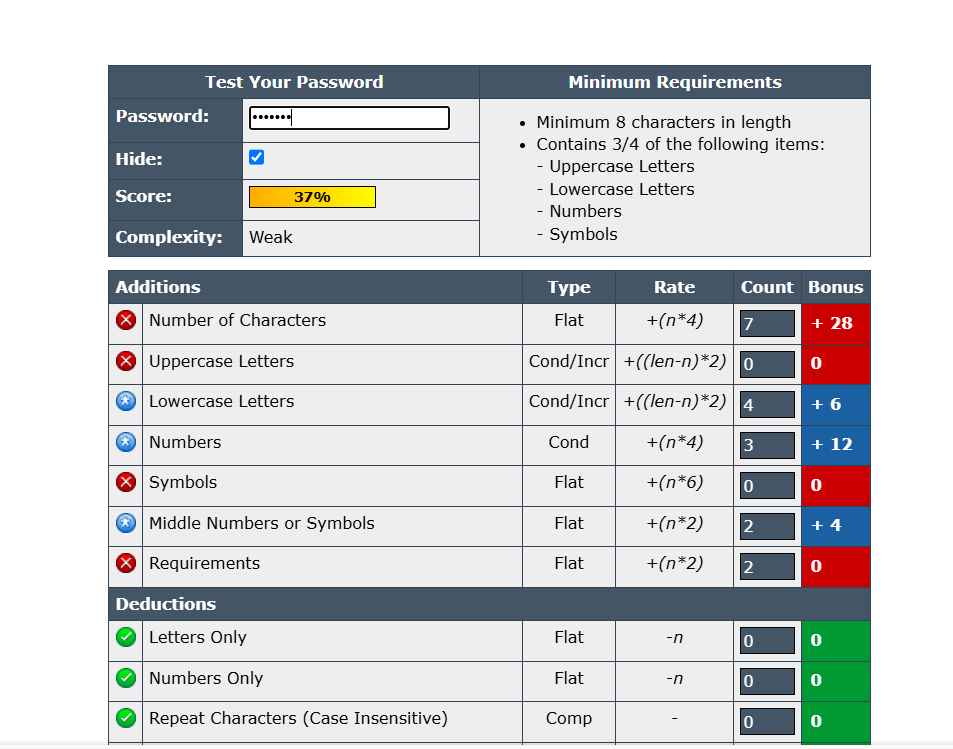 Test Your Password Minimum Requirements
Password: •••••••
Hide:
Score: 37%
Complexity: Weak
• Minimum 8 characters in length
• Contains 3/4 of the following items:
- Uppercase Letters
- Lowercase Letters
- Numbers
- Symbols
Additions Type Rate Count Bonus
Number of Characters Flat +(n*4) 7 + 28
Uppercase Letters Cond/Incr +((len-n)*2) 0 0
Lowercase Letters Cond/Incr +((len-n)*2) 4 + 6
Numbers Cond +(n*4) 3 + 12
Symbols Flat +(n*6) 0 0
Middle Numbers or Symbols Flat +(n*2) 2 + 4
Requirements Flat +(n*2) 2 0
Deductions
Letters Only Flat -n 0 0
Numbers Only Flat -n 0 0
Repeat Characters (Case Insensitive) Comp - 0 0